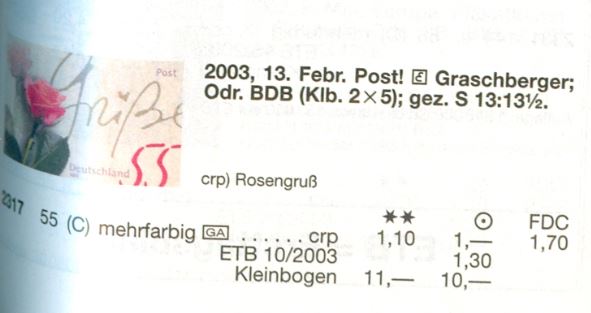 Post
Grüße
Deutschland
55
2003, 13. Febr. Post! E Graschberger;
Odr. BDB (Klb. 2×5); gez. S 13:13½.
crp) Rosengruß
** ⊙ FDC
2317 55 (C) mehrfarbig GA ...... crp 1,10 1,— 1,70
ETB 10/2003 1,30
Kleinbogen 11,— 10,—